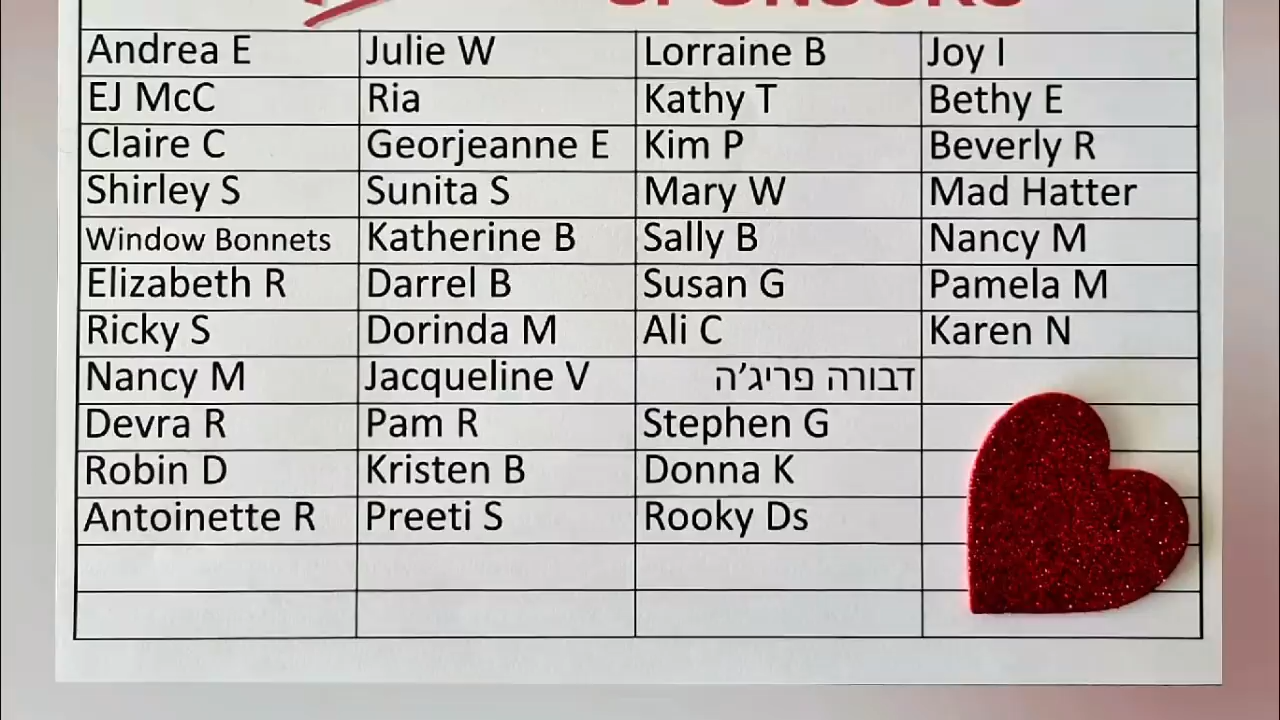 Andrea E Julie W Lorraine B Joy I
EJ McC Ria Kathy T Bethy E
Claire C Georjeanne E Kim P Beverly R
Shirley S Sunita S Mary W Mad Hatter
Window Bonnets Katherine B Sally B Nancy M
Elizabeth R Darrel B Susan G Pamela M
Ricky S Dorinda M Ali C Karen N
Nancy M Jacqueline V דבורה פריג'ה
Devra R Pam R Stephen G
Robin D Kristen B Donna K
Antoinette R Preeti S Rooky Ds